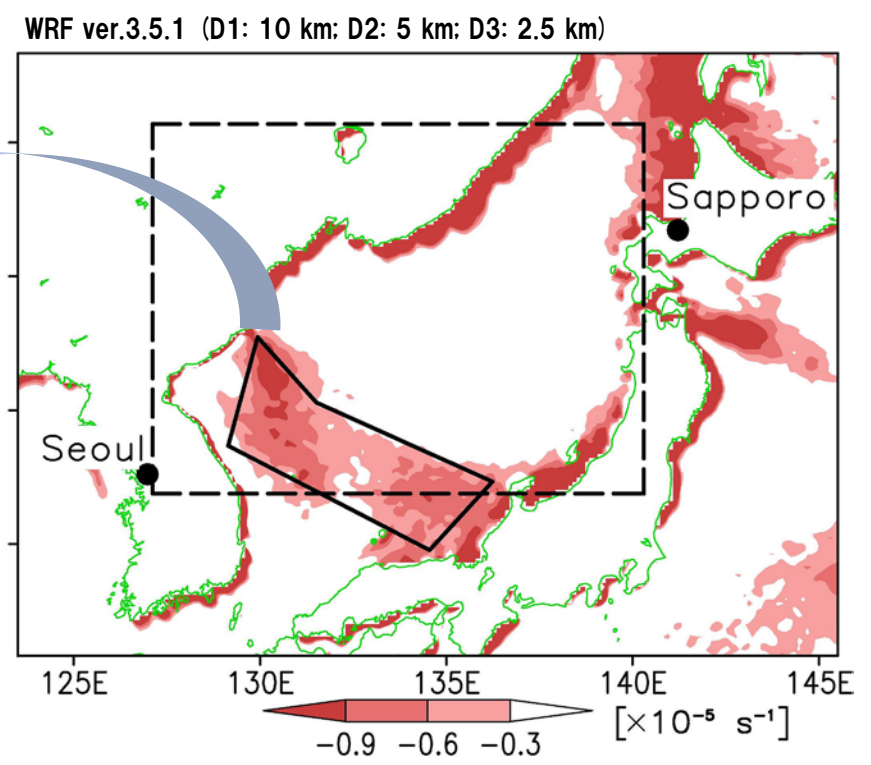 WRF ver.3.5.1 (D1: 10 km; D2: 5 km; D3: 2.5 km)
Sapporo
Seoul
125E 130E 135E 140E 145E
[×10⁻⁵ s⁻¹]
−0.9 −0.6 −0.3